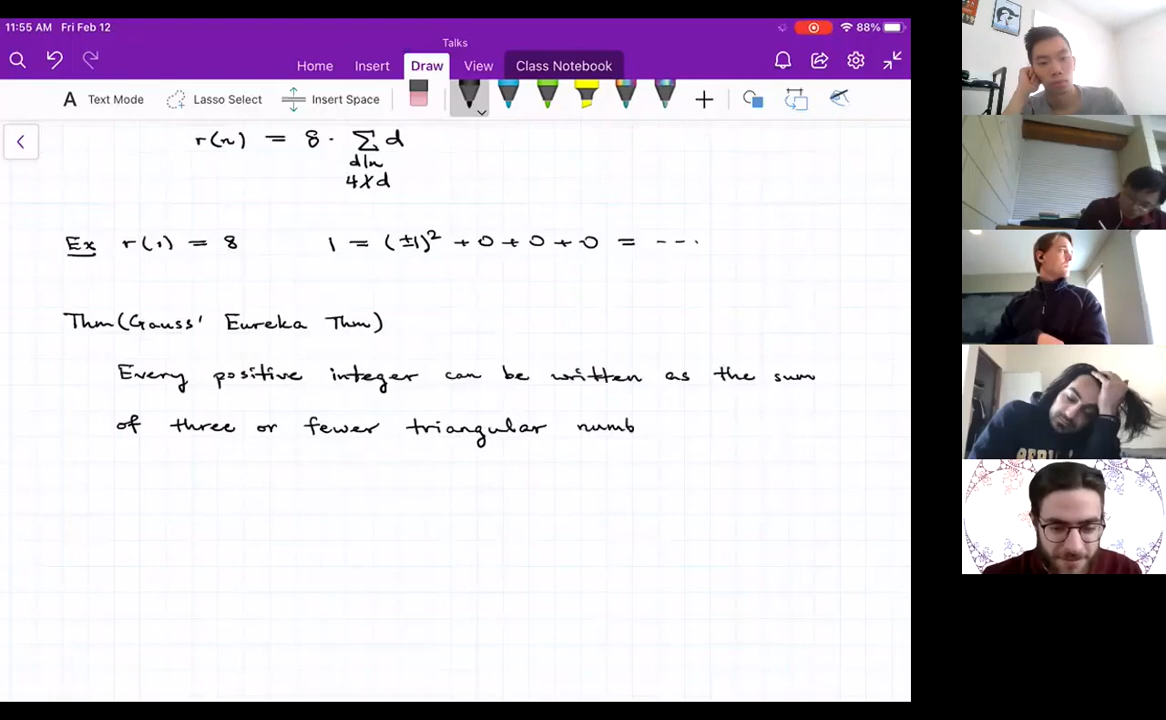 11:55 AM Fri Feb 12
88%
Talks
Home Insert Draw View Class Notebook
Text Mode Lasso Select Insert Space
r(n) = 8 · Σ d
d|n
4∤d
Ex r(1) = 8 1 = (±1)² + 0 + 0 + 0 = ----
Thm (Gauss' Eureka Thm)
Every positive integer can be written as the sum
of three or fewer triangular numb